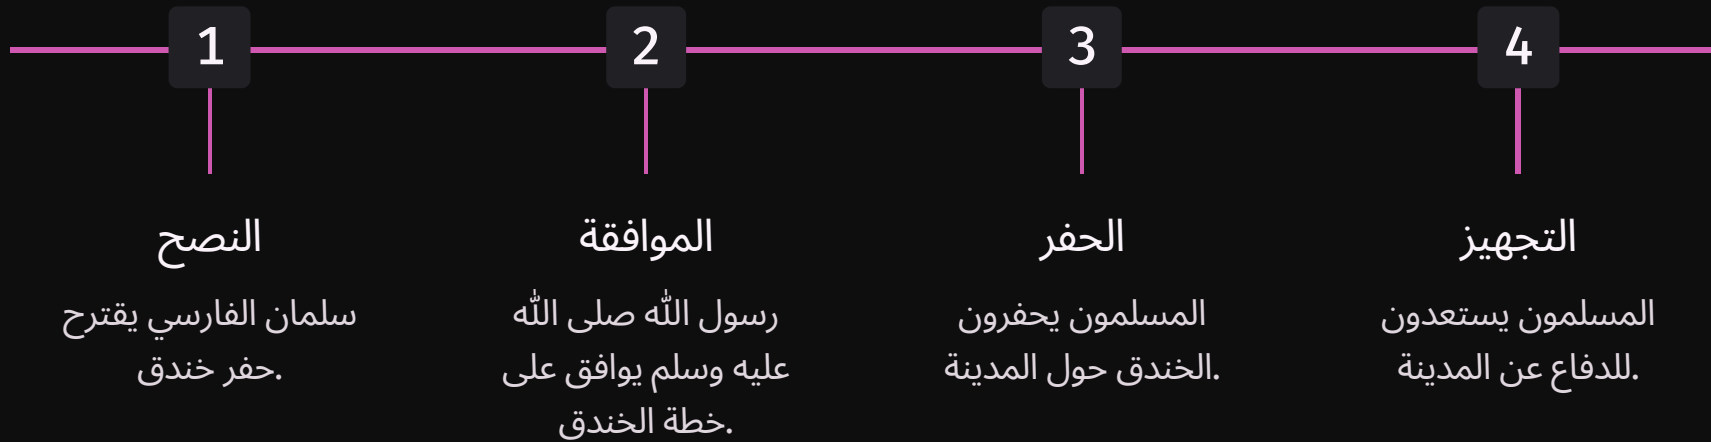 1
النصح
سلمان الفارسي يقترح
حفر خندق.
2
الموافقة
رسول الله صلى الله
عليه وسلم يوافق على
خطة الخندق.
3
الحفر
المسلمون يحفرون
الخندق حول المدينة.
4
التجهيز
المسلمون يستعدون
للدفاع عن المدينة.